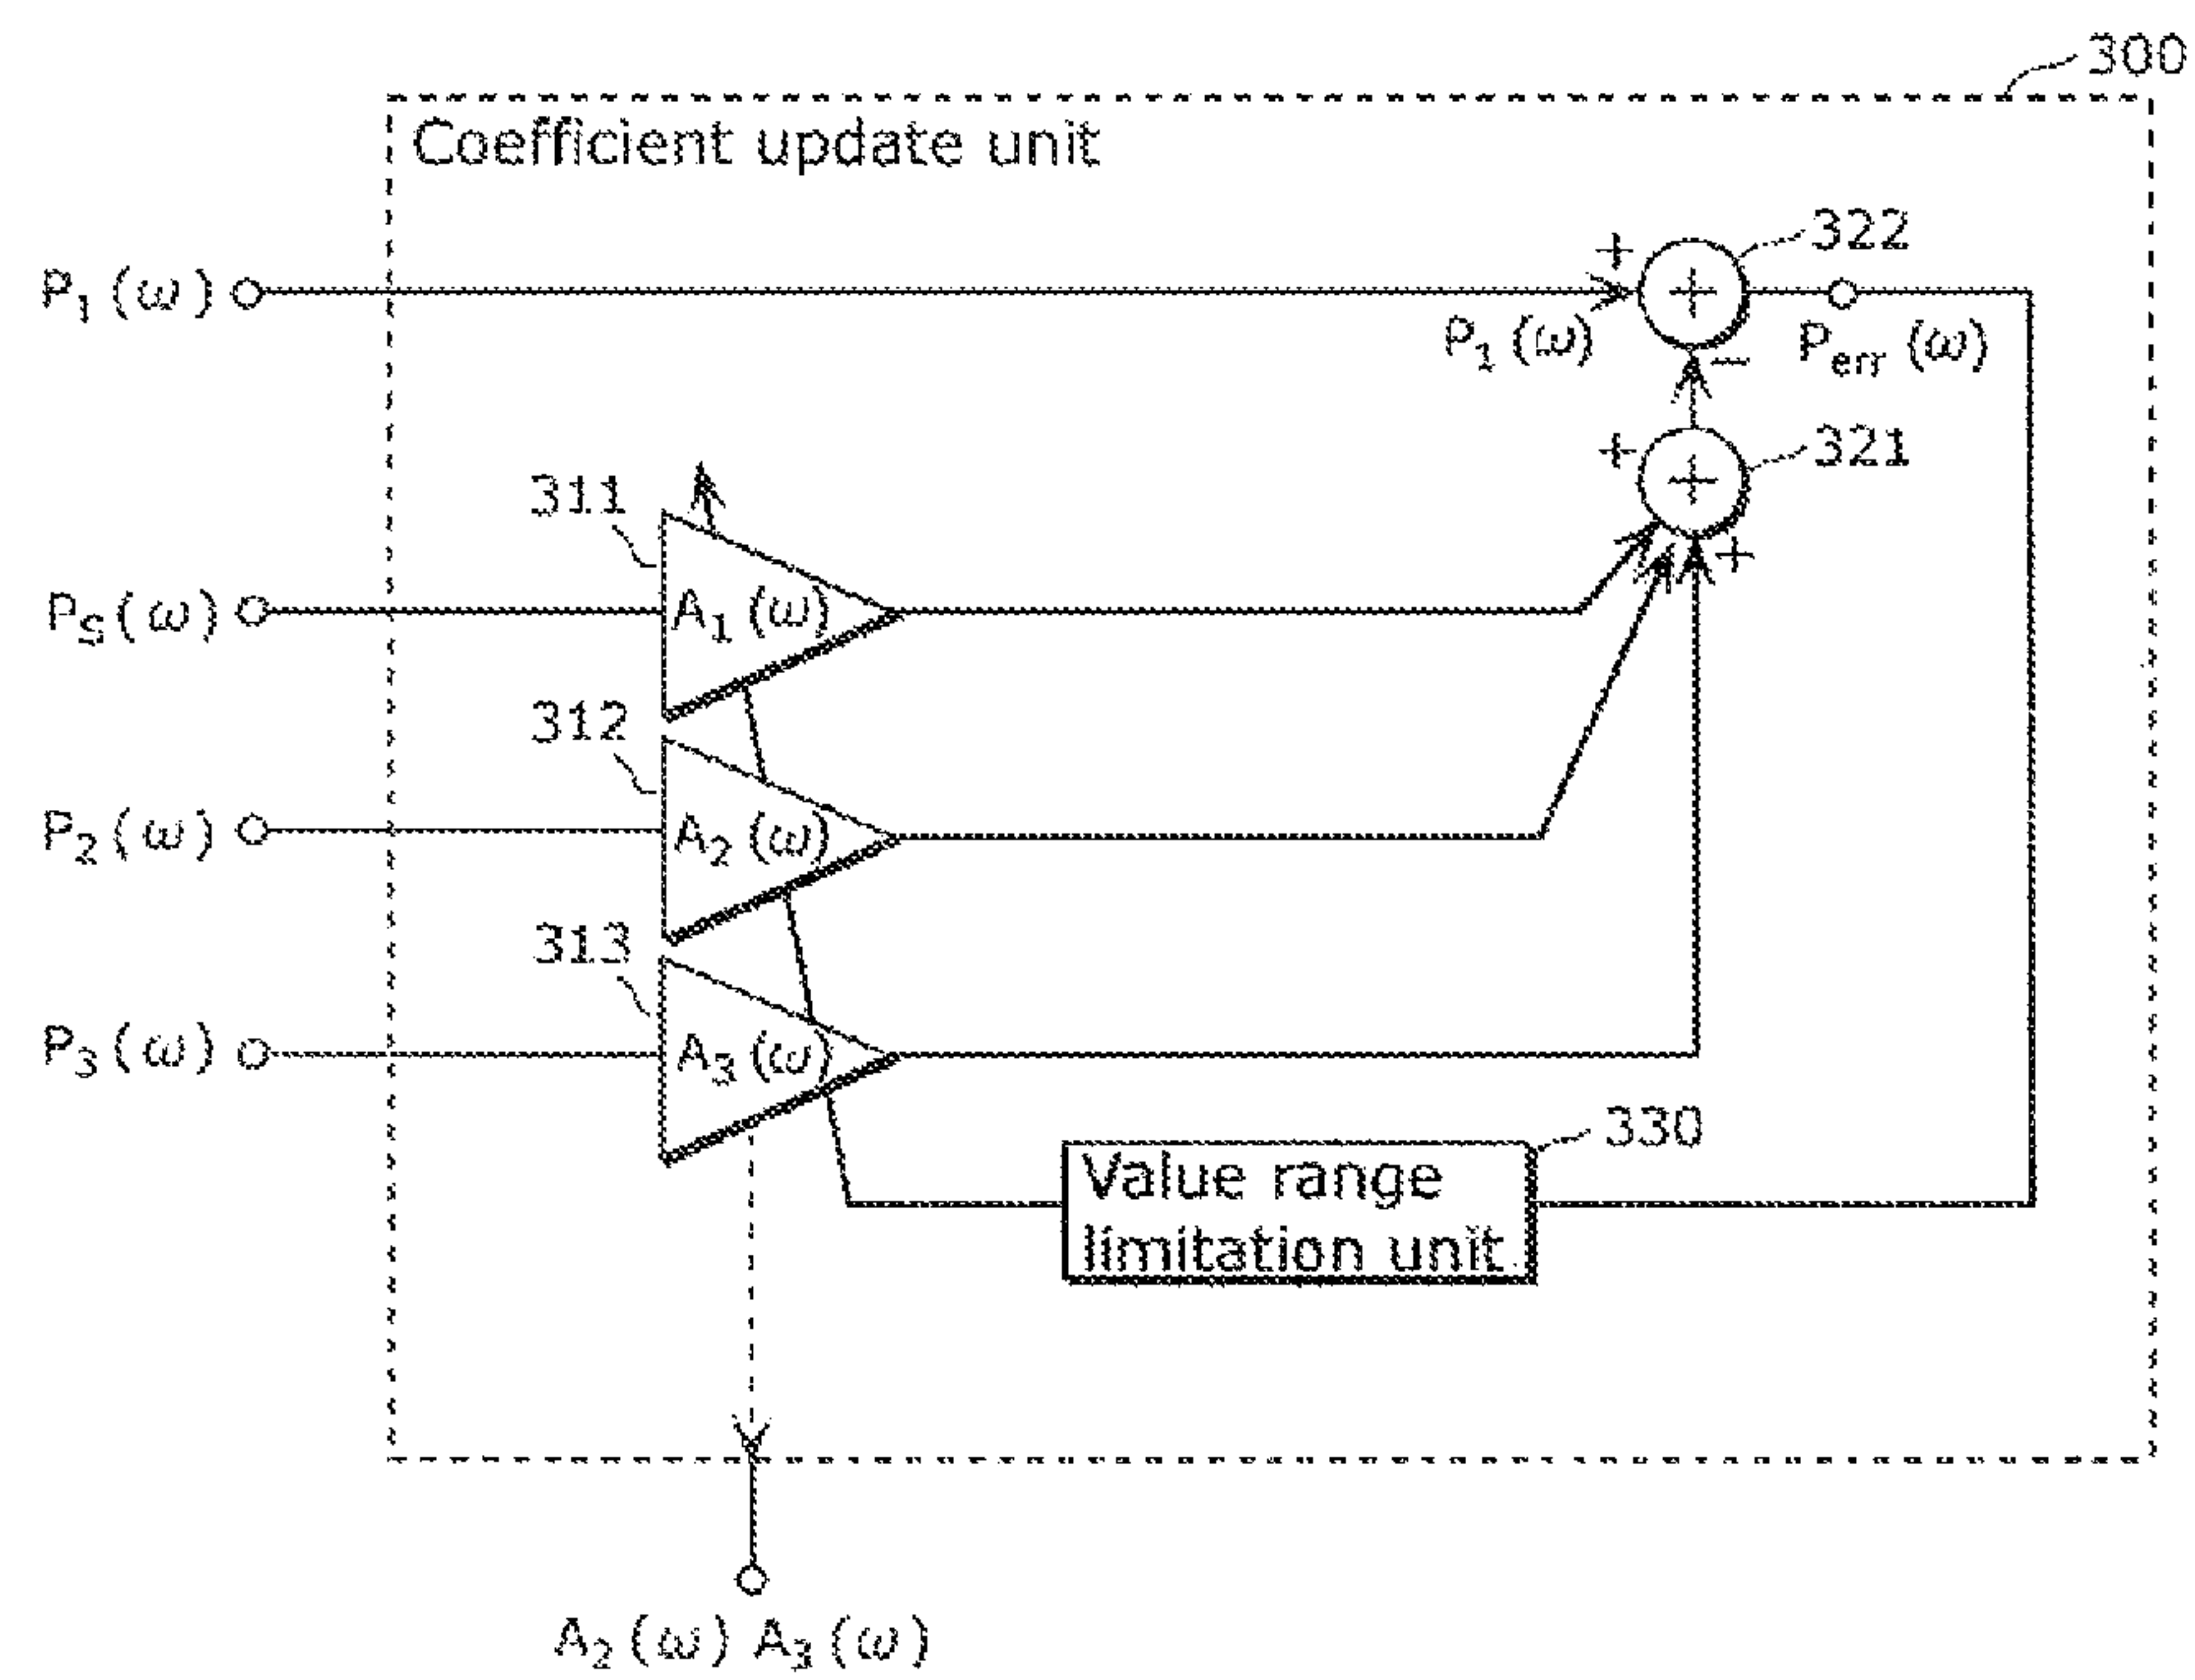 300
Coefficient update unit
322
+
P₁(ω)
+
P₁(ω)
−
Pₑᵣᵣ(ω)
321
+
+
311
+
Pₛ(ω)
A₁(ω)
312
P₂(ω)
A₂(ω)
313
P₃(ω)
A₃(ω)
330
Value range
limitation unit
A₂(ω) A₃(ω)